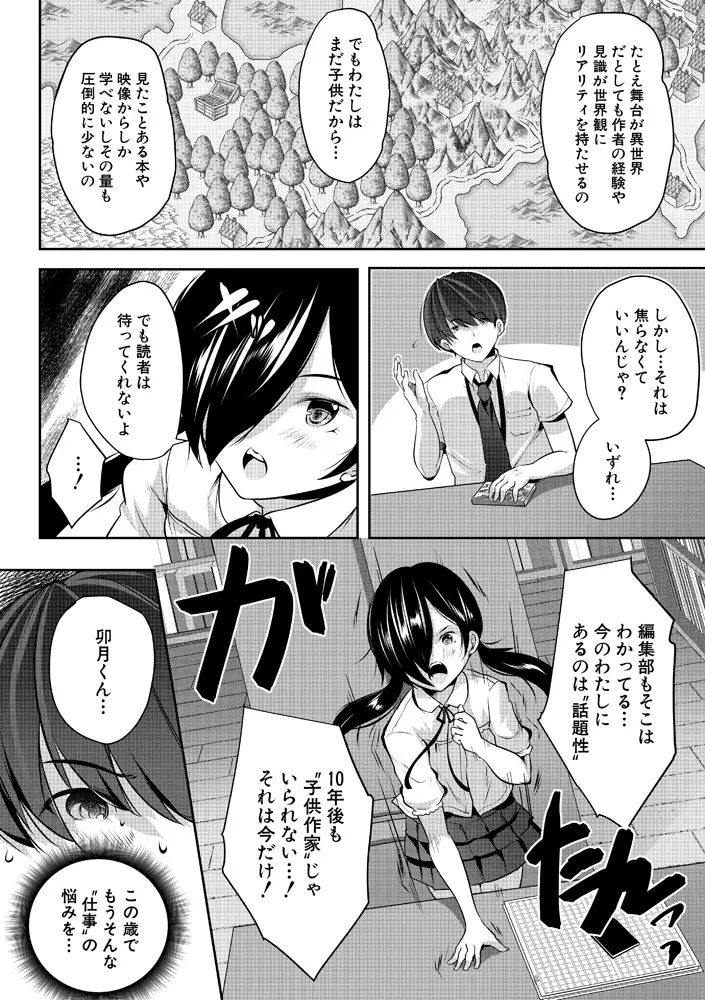 たとえ舞台が異世界
だとしても作者の経験や
見識が世界観に
リアリティを持たせるの
でもわたしは
まだ子供だから…
見たことある本や
映像からしか
学べないしその量も
圧倒的に少ないの
しかし…それは
焦らなくて
いいんじゃ？
いずれ…
キッ
でも読者は
待ってくれないよ
…！
編集部もそこは
わかってる…
今のわたしに
あるのは〝話題性〟
ガ
たんっっ
10年後も
〝子供作家〟じゃ
いられない…！
それは今だけ！
卯月くん…
この歳で
もうそんな
〝仕事〟の
悩みを…